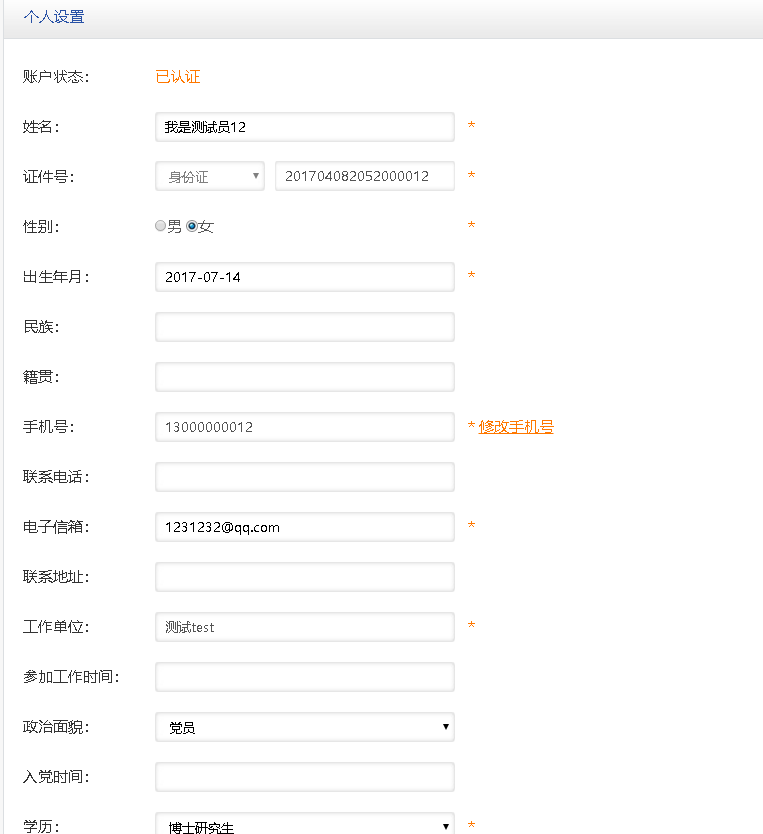 个人设置
账户状态: 已认证
姓名: 我是测试员12 *
证件号: 身份证 201704082052000012 *
性别: 男 女 *
出生年月: 2017-07-14 *
民族:
籍贯:
手机号: 13000000012 * 修改手机号
联系电话:
电子信箱: 1231232@qq.com *
联系地址:
工作单位: 测试test *
参加工作时间:
政治面貌: 党员
入党时间:
学历: 博士研究生 *